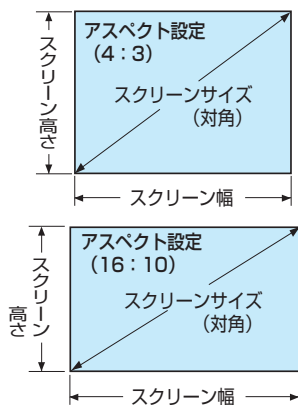 アスペクト設定
(4：3)
スクリーンサイズ
(対角)
スクリーン高さ
スクリーン幅
アスペクト設定
(16：10)
スクリーンサイズ
(対角)
スクリーン
高さ
スクリーン幅